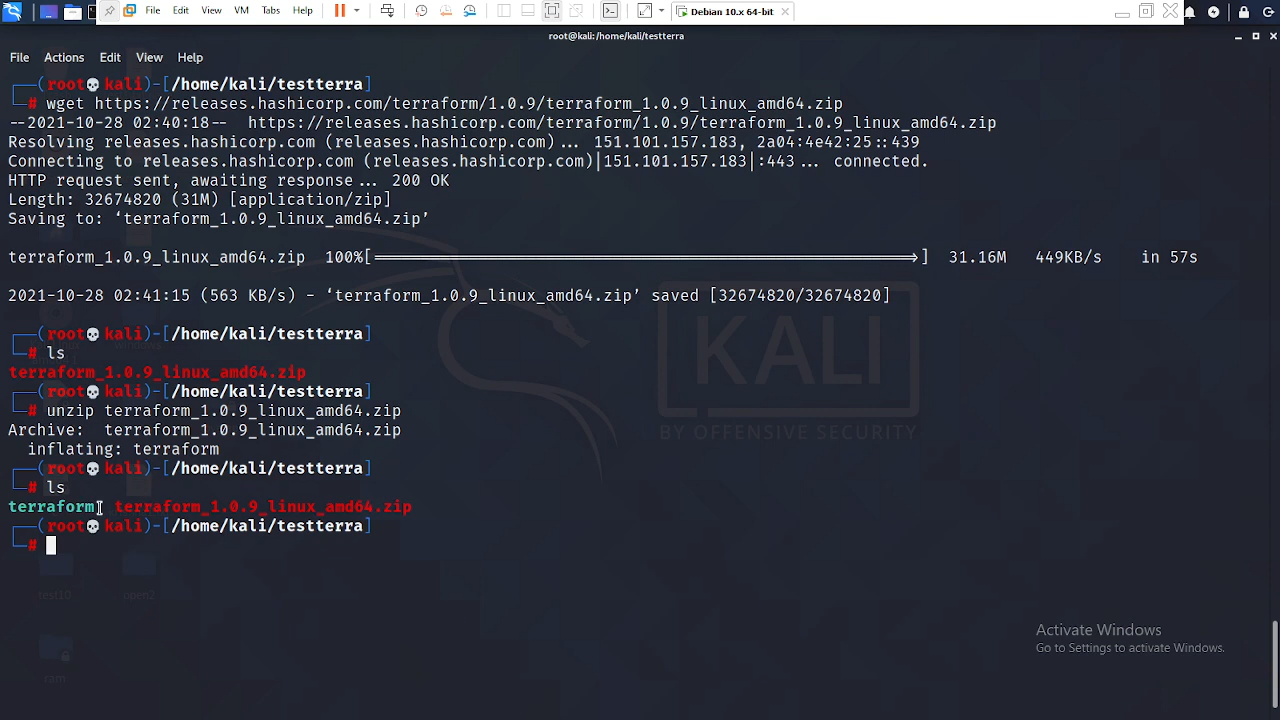 File Edit View VM Tabs Help Debian 10.x 64-bit
root@kali:/home/kali/testterra
File Actions Edit View Help
┌──(root💀kali)-[/home/kali/testterra]
└─# wget https://releases.hashicorp.com/terraform/1.0.9/terraform_1.0.9_linux_amd64.zip
--2021-10-28 02:40:18--  https://releases.hashicorp.com/terraform/1.0.9/terraform_1.0.9_linux_amd64.zip
Resolving releases.hashicorp.com (releases.hashicorp.com)... 151.101.157.183, 2a04:4e42:25::439
Connecting to releases.hashicorp.com (releases.hashicorp.com)|151.101.157.183|:443... connected.
HTTP request sent, awaiting response... 200 OK
Length: 32674820 (31M) [application/zip]
Saving to: ‘terraform_1.0.9_linux_amd64.zip’
terraform_1.0.9_linux_amd64.zip 100%[===================>] 31.16M 449KB/s in 57s
2021-10-28 02:41:15 (563 KB/s) - ‘terraform_1.0.9_linux_amd64.zip’ saved [32674820/32674820]
┌──(root💀kali)-[/home/kali/testterra]
└─# ls
terraform_1.0.9_linux_amd64.zip
┌──(root💀kali)-[/home/kali/testterra]
└─# unzip terraform_1.0.9_linux_amd64.zip
Archive:  terraform_1.0.9_linux_amd64.zip
  inflating: terraform
┌──(root💀kali)-[/home/kali/testterra]
└─# ls
terraform  terraform_1.0.9_linux_amd64.zip
┌──(root💀kali)-[/home/kali/testterra]
└─#
KALI
BY OFFENSIVE SECURITY
test10 open2
ram
Activate Windows
Go to Settings to activate Windows.